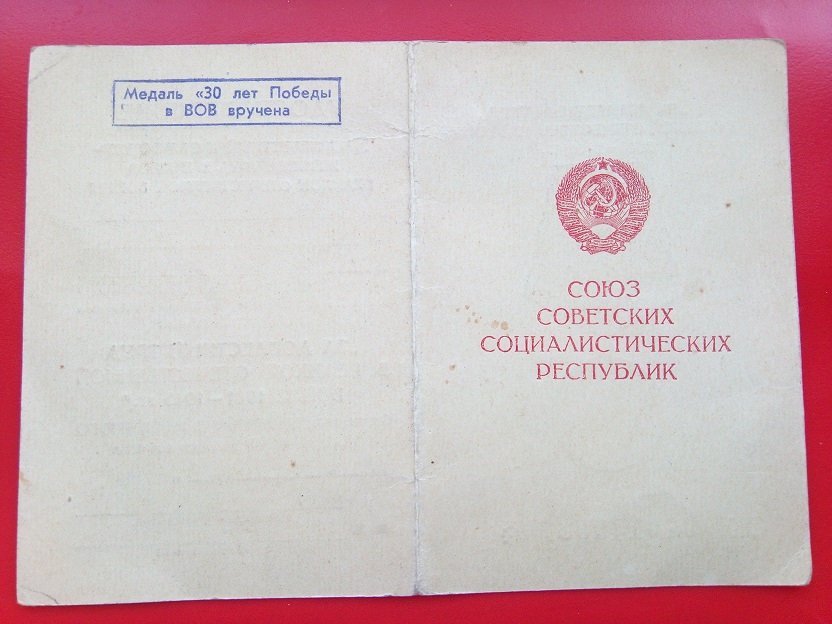 Медаль «30 лет Победы
в ВОВ вручена
СОЮЗ
СОВЕТСКИХ
СОЦИАЛИСТИЧЕСКИХ
РЕСПУБЛИК